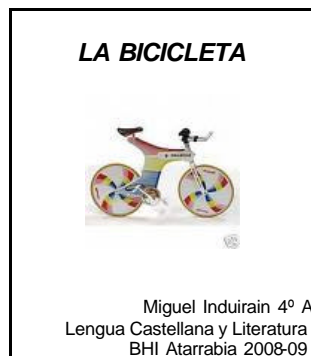 LA BICICLETA
Miguel Induirain 4º A
Lengua Castellana y Literatura
BHI Atarrabia 2008-09